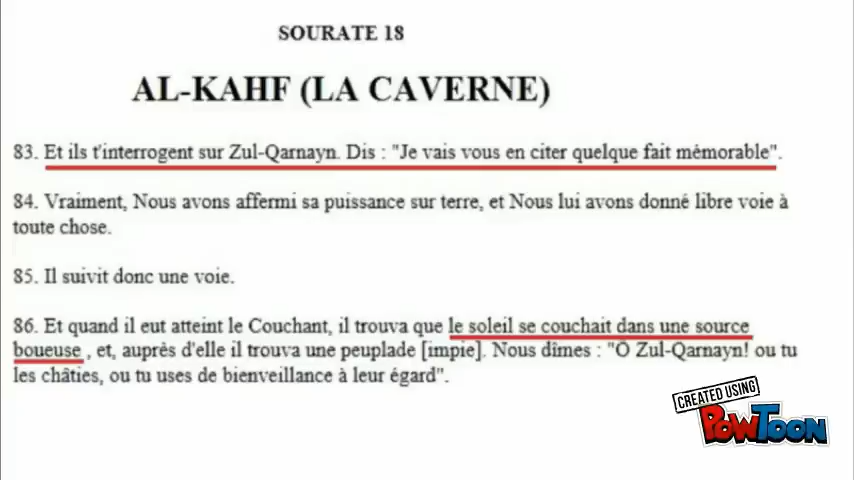 SOURATE 18
AL-KAHF (LA CAVERNE)
83. Et ils t'interrogent sur Zul-Qarnayn. Dis : "Je vais vous en citer quelque fait mémorable".
84. Vraiment, Nous avons affermi sa puissance sur terre, et Nous lui avons donné libre voie à
toute chose.
85. Il suivit donc une voie.
86. Et quand il eut atteint le Couchant, il trouva que le soleil se couchait dans une source
boueuse , et, auprès d'elle il trouva une peuplade [impie]. Nous dîmes : "Ô Zul-Qarnayn! ou tu
les châties, ou tu uses de bienveillance à leur égard".
CREATED USING
POWTOON